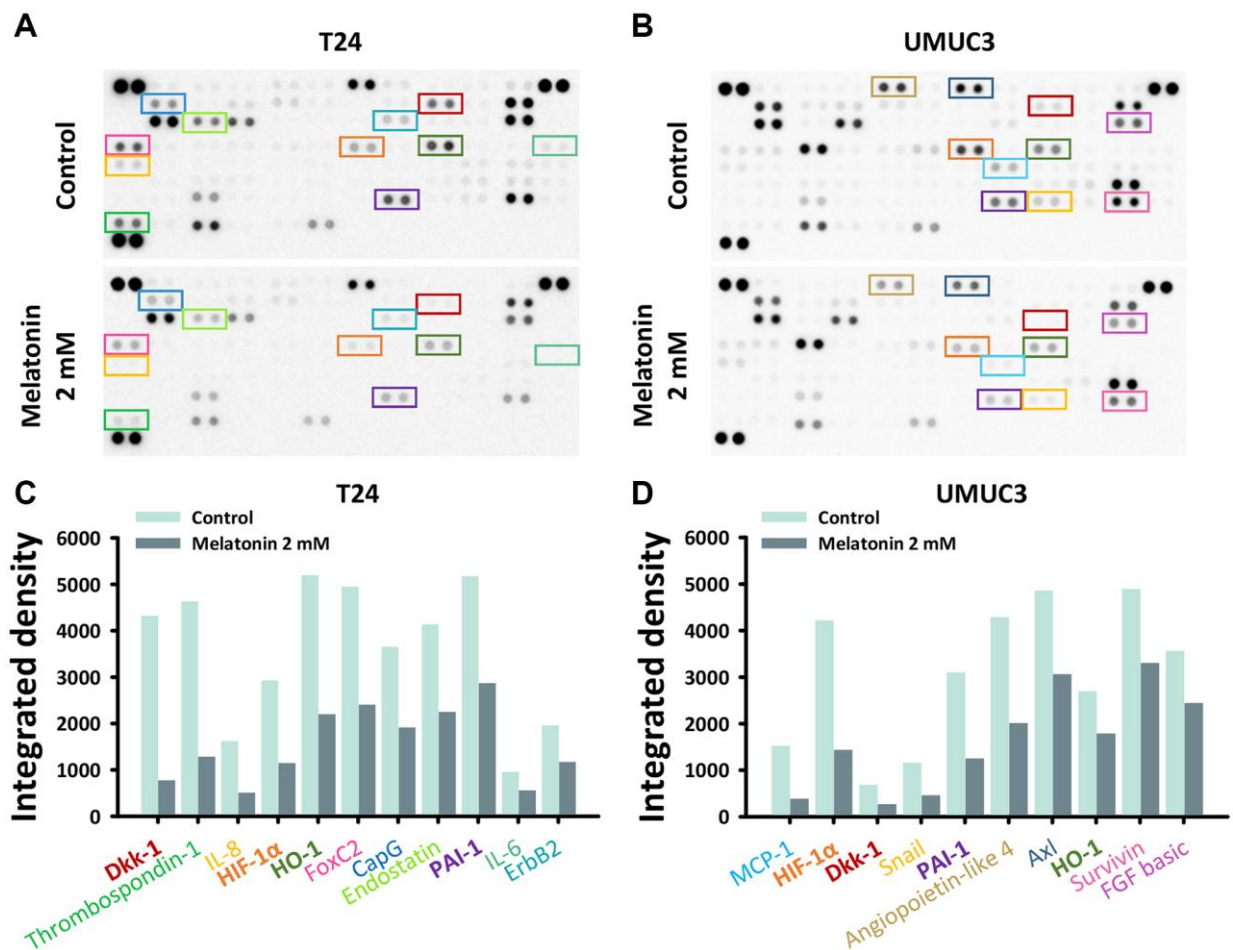 A
T24
Control
Melatonin
2 mM
B
UMUC3
Control
Melatonin
2 mM
C
T24
Control
Melatonin 2 mM
Integrated density
6000
5000
4000
3000
2000
1000
0
Dkk-1
Thrombospondin-1
IL-8
HIF-1α
HO-1
FoxC2
CapG
Endostatin
PAI-1
IL-6
ErbB2
D
UMUC3
Control
Melatonin 2 mM
Integrated density
6000
5000
4000
3000
2000
1000
0
MCP-1
HIF-1α
Dkk-1
Snail
PAI-1
Angiopoietin-like 4
Axl
HO-1
Survivin
FGF basic